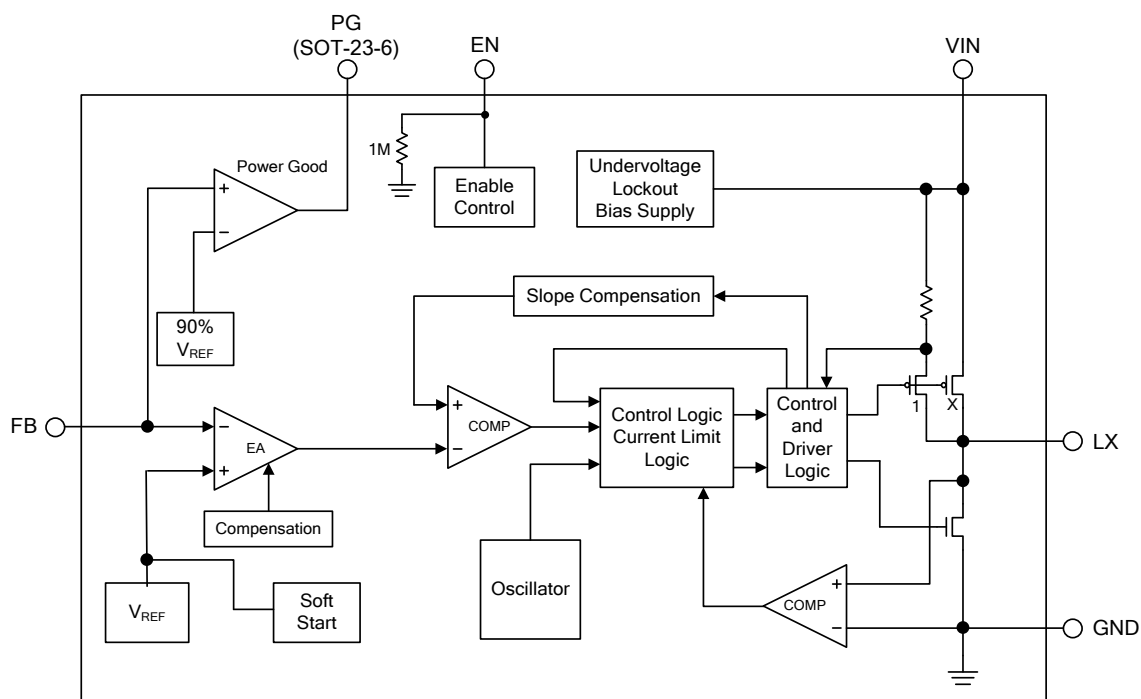 PG
(SOT-23-6)
EN
VIN
Power Good
1M
+
−
Enable
Control
Undervoltage
Lockout
Bias Supply
90%
VREF
Slope Compensation
FB
−
EA
+
+
COMP
−
Control Logic
Current Limit
Logic
Control
and
Driver
Logic
1
X
LX
Compensation
VREF
Soft
Start
Oscillator
+
COMP
−
GND